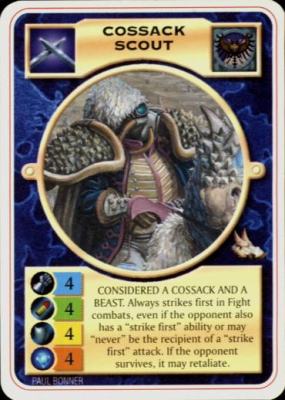 COSSACK
SCOUT
4
4
4
4
CONSIDERED A COSSACK AND A
BEAST. Always strikes first in Fight
combats, even if the opponent also
has a “strike first” ability or may
“never” be the recipient of a “strike
first” attack. If the opponent
survives, it may retaliate.
PAUL BONNER